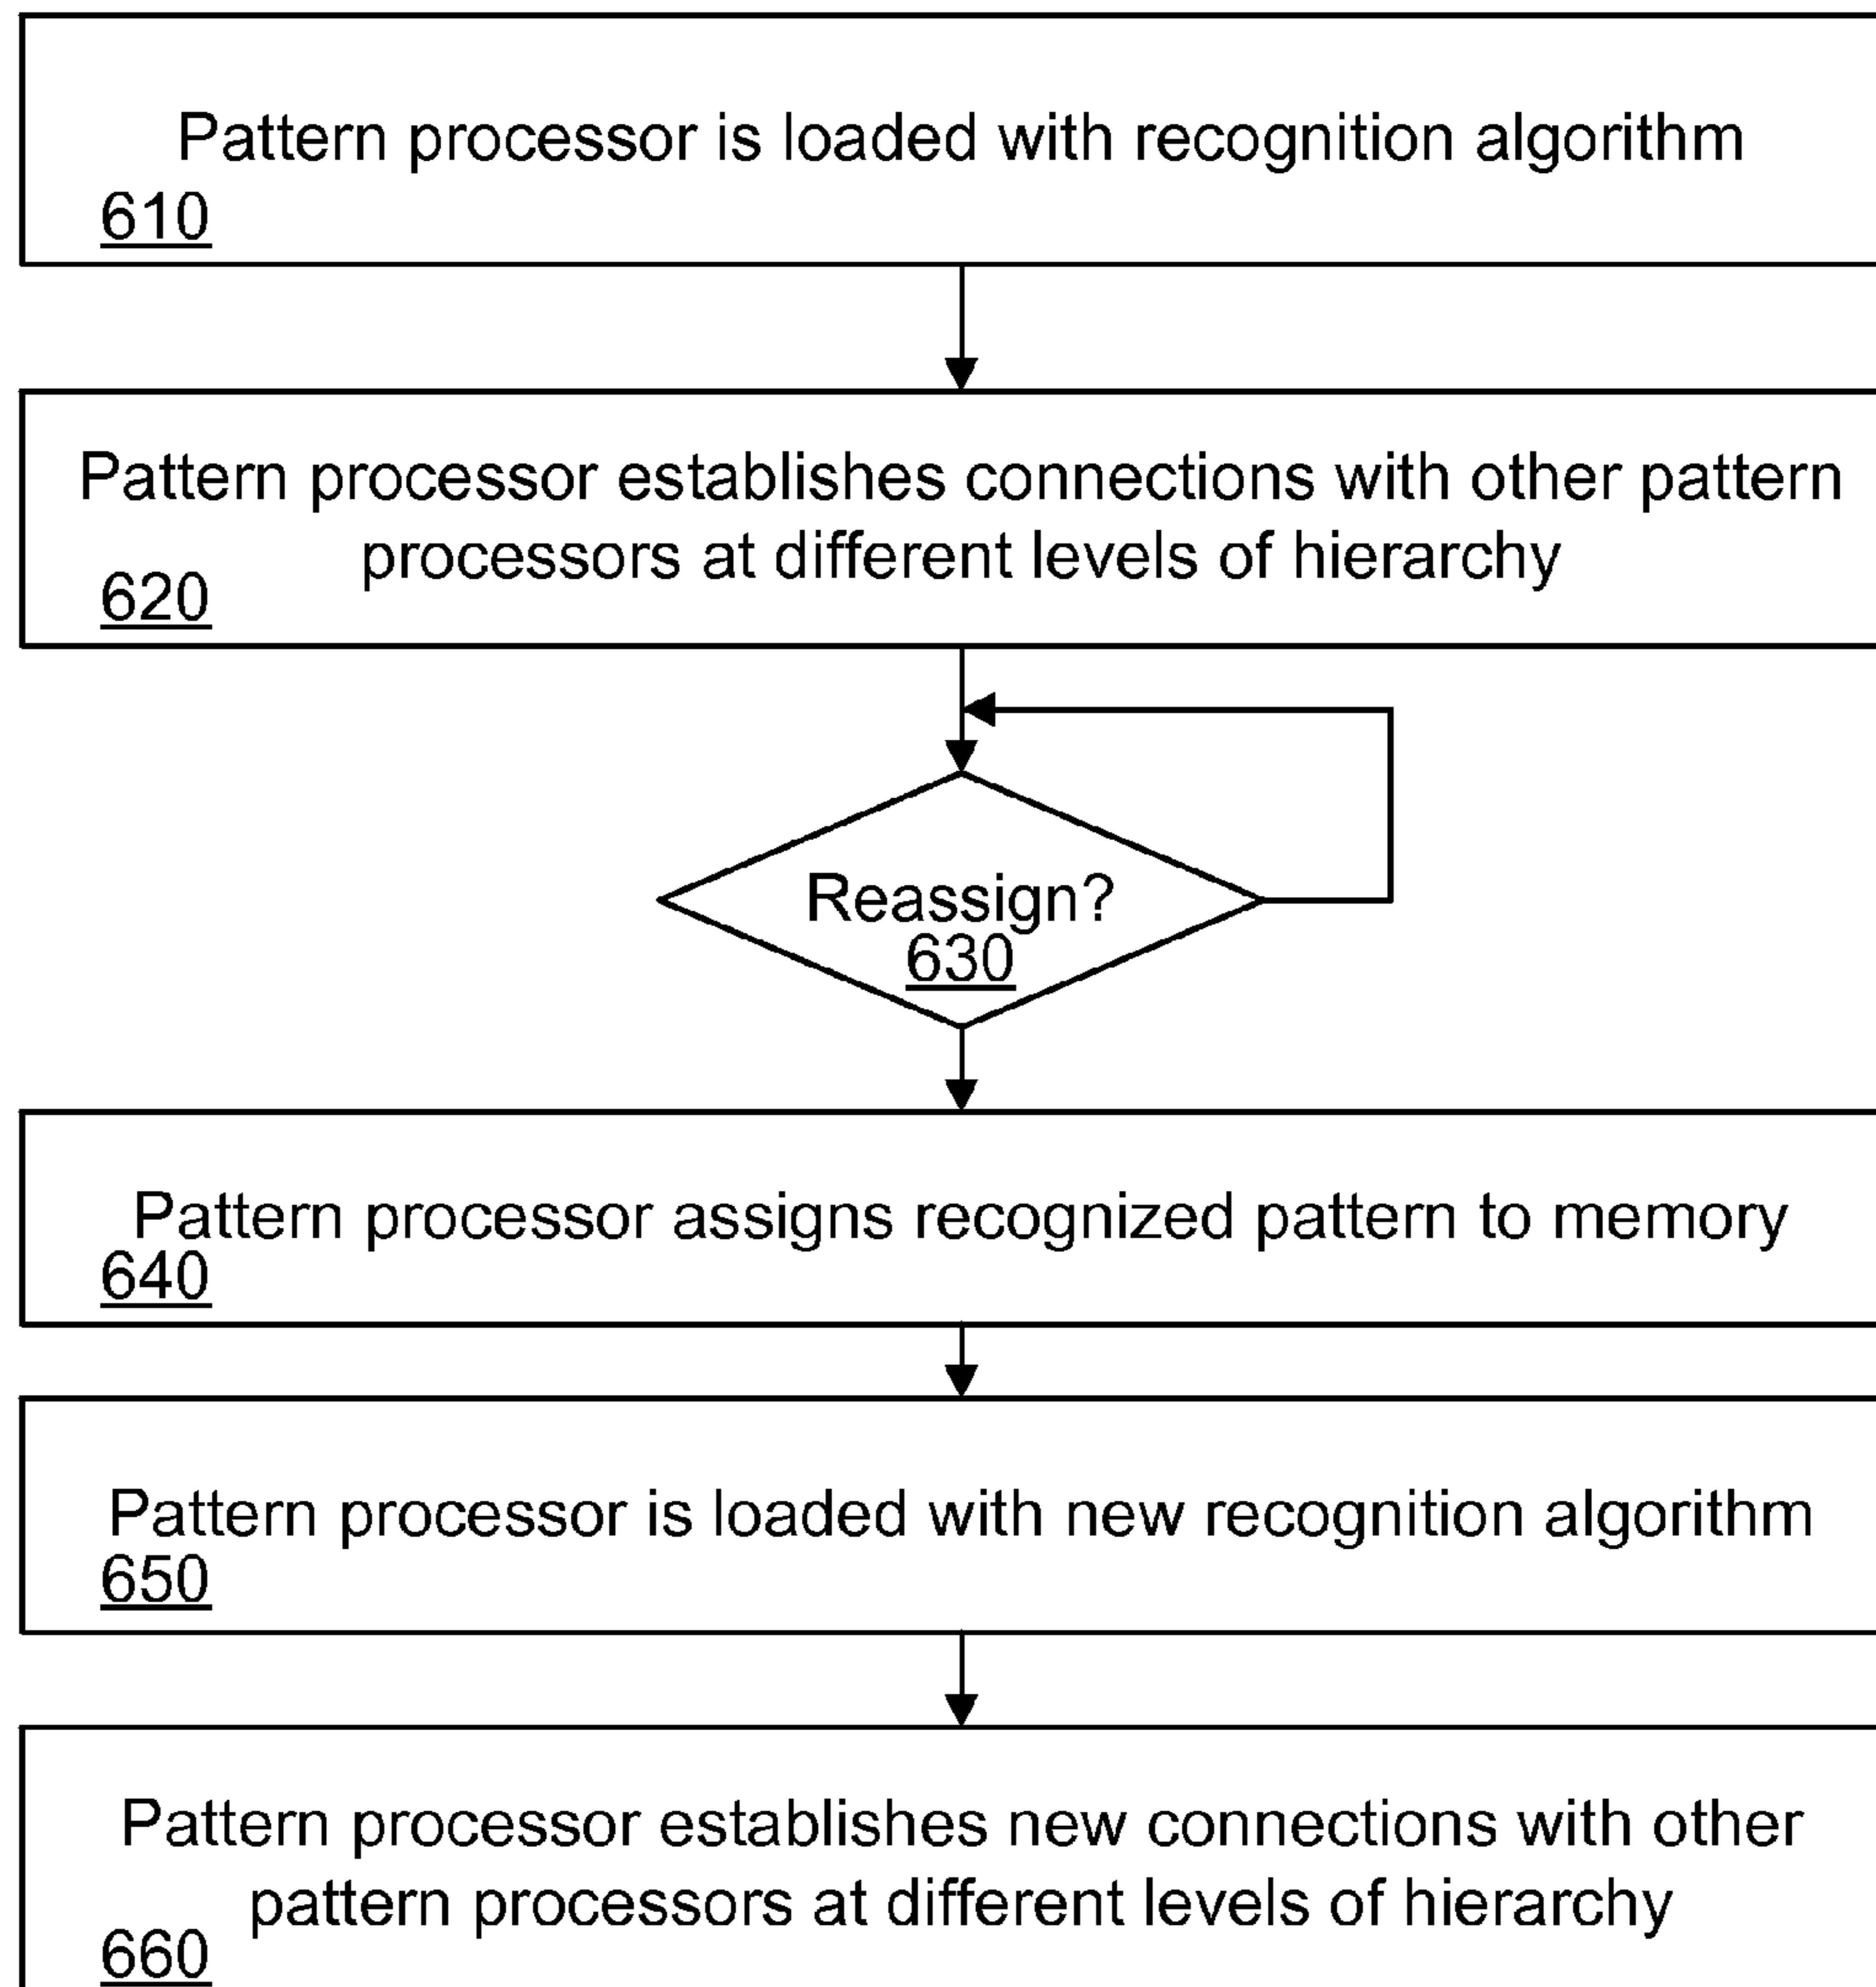 Pattern processor is loaded with recognition algorithm
610
Pattern processor establishes connections with other pattern
processors at different levels of hierarchy
620
Reassign?
630
Pattern processor assigns recognized pattern to memory
640
Pattern processor is loaded with new recognition algorithm
650
Pattern processor establishes new connections with other
pattern processors at different levels of hierarchy
660